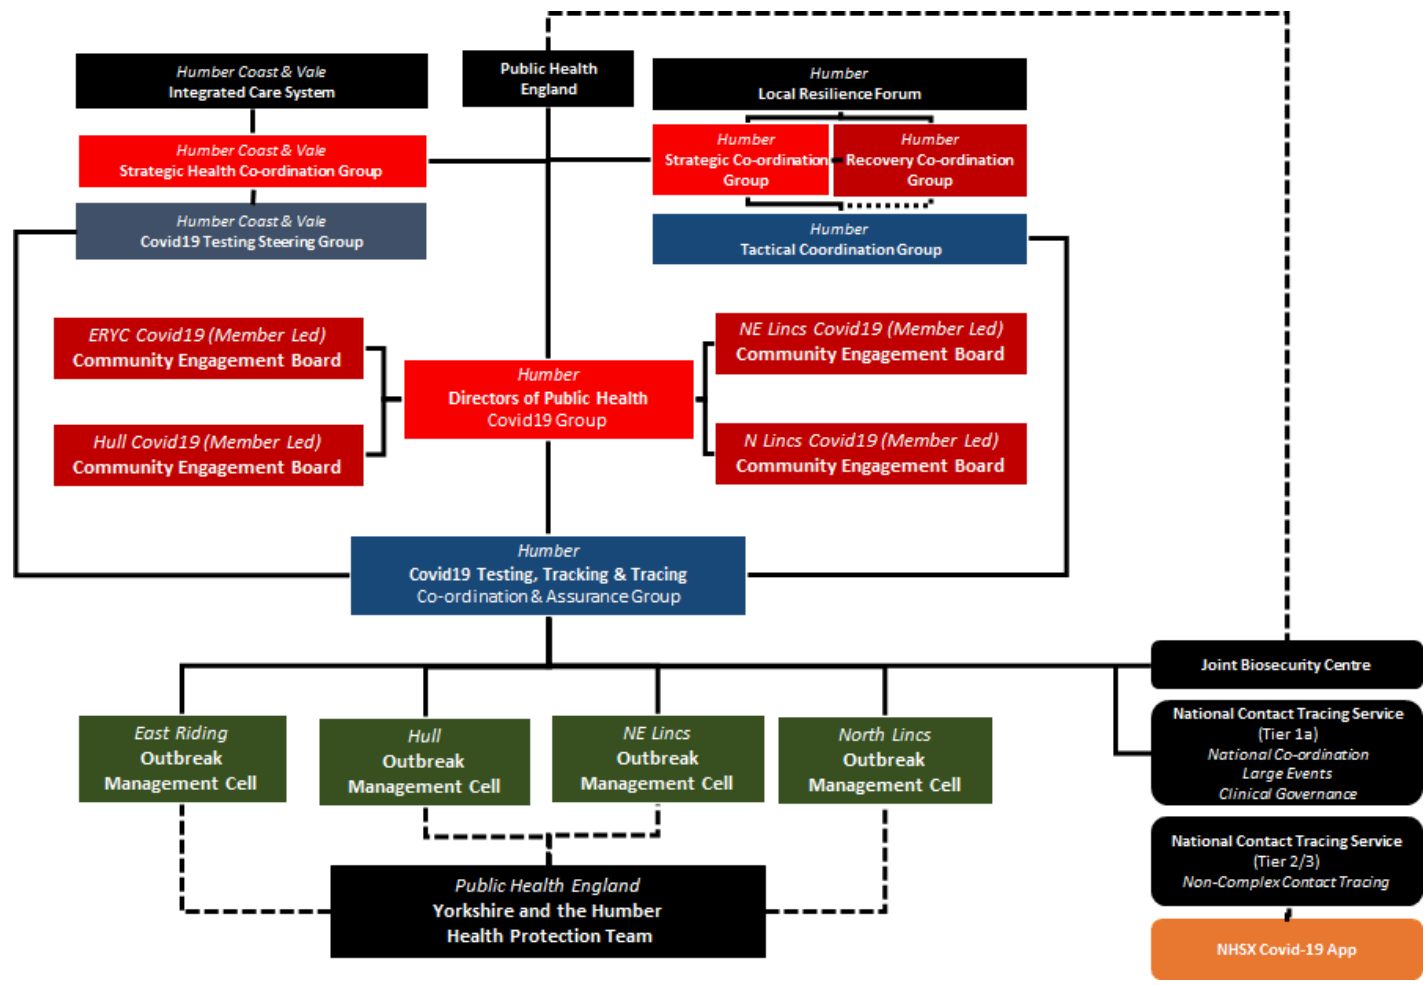 Humber Coast & Vale
Integrated Care System
Public Health
England
Humber
Local Resilience Forum
Humber Coast & Vale
Strategic Health Co-ordination Group
Humber
Strategic Co-ordination
Group
Humber
Recovery Co-ordination
Group
Humber Coast & Vale
Covid19 Testing Steering Group
Humber
Tactical Coordination Group
ERYC Covid19 (Member Led)
Community Engagement Board
NE Lincs Covid19 (Member Led)
Community Engagement Board
Humber
Directors of Public Health
Covid19 Group
Hull Covid19 (Member Led)
Community Engagement Board
N Lincs Covid19 (Member Led)
Community Engagement Board
Humber
Covid19 Testing, Tracking & Tracing
Co-ordination & Assurance Group
Joint Biosecurity Centre
East Riding
Outbreak
Management Cell
Hull
Outbreak
Management Cell
NE Lincs
Outbreak
Management Cell
North Lincs
Outbreak
Management Cell
National Contact Tracing Service
(Tier 1a)
National Co-ordination
Large Events
Clinical Governance
National Contact Tracing Service
(Tier 2/3)
Non-Complex Contact Tracing
Public Health England
Yorkshire and the Humber
Health Protection Team
NHSX Covid-19 App